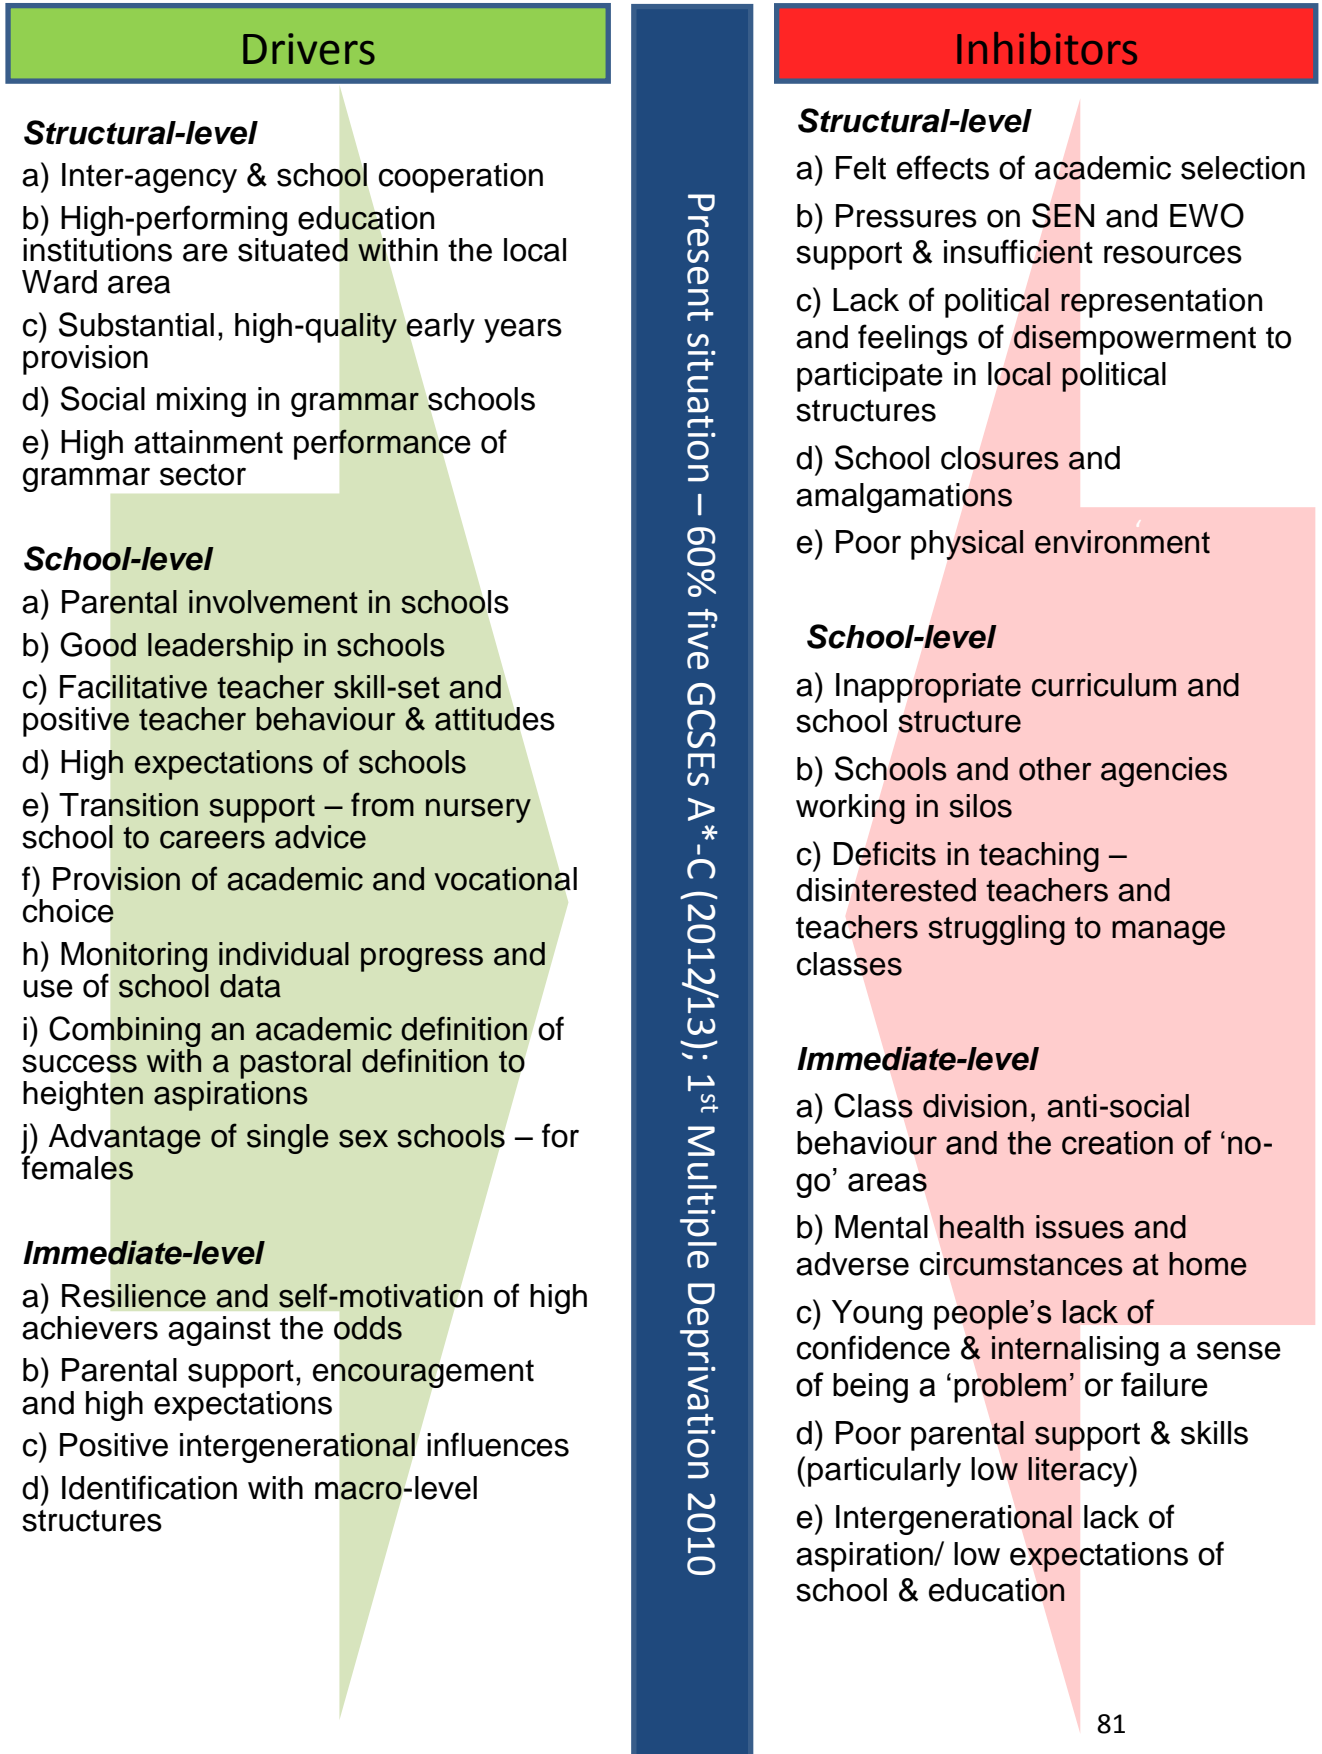 Drivers
Structural-level
a) Inter-agency & school cooperation
b) High-performing education
institutions are situated within the local
Ward area
c) Substantial, high-quality early years
provision
d) Social mixing in grammar schools
e) High attainment performance of
grammar sector
School-level
a) Parental involvement in schools
b) Good leadership in schools
c) Facilitative teacher skill-set and
positive teacher behaviour & attitudes
d) High expectations of schools
e) Transition support – from nursery
school to careers advice
f) Provision of academic and vocational
choice
h) Monitoring individual progress and
use of school data
i) Combining an academic definition of
success with a pastoral definition to
heighten aspirations
j) Advantage of single sex schools – for
females
Immediate-level
a) Resilience and self-motivation of high
achievers against the odds
b) Parental support, encouragement
and high expectations
c) Positive intergenerational influences
d) Identification with macro-level
structures
Present situation – 60% five GCSEs A*-C (2012/13); 1st Multiple Deprivation 2010
Inhibitors
Structural-level
a) Felt effects of academic selection
b) Pressures on SEN and EWO
support & insufficient resources
c) Lack of political representation
and feelings of disempowerment to
participate in local political
structures
d) School closures and
amalgamations
e) Poor physical environment
School-level
a) Inappropriate curriculum and
school structure
b) Schools and other agencies
working in silos
c) Deficits in teaching –
disinterested teachers and
teachers struggling to manage
classes
Immediate-level
a) Class division, anti-social
behaviour and the creation of ‘no-
go’ areas
b) Mental health issues and
adverse circumstances at home
c) Young people’s lack of
confidence & internalising a sense
of being a ‘problem’ or failure
d) Poor parental support & skills
(particularly low literacy)
e) Intergenerational lack of
aspiration/ low expectations of
school & education
81